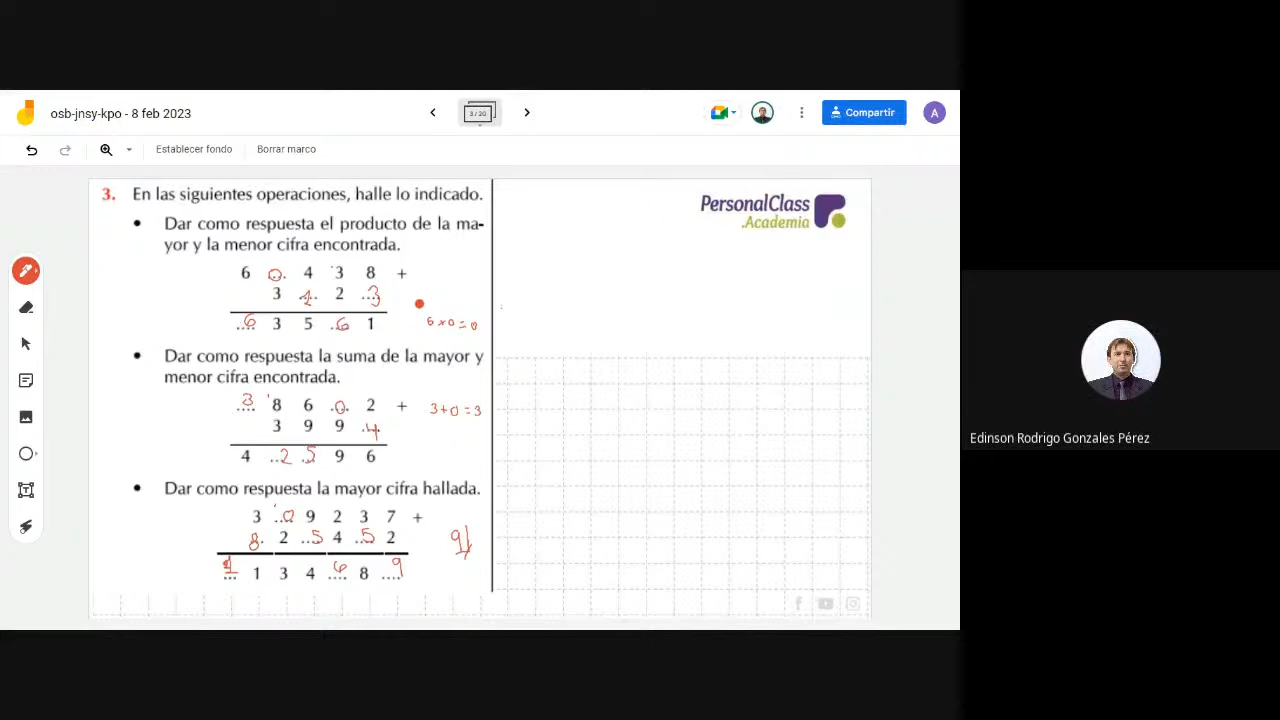 osb-jnsy-kpo - 8 feb 2023
3 / 20
Compartir
A
Establecer fondo
Borrar marco
3. En las siguientes operaciones, halle lo indicado.
• Dar como respuesta el producto de la ma-
yor y la menor cifra encontrada.
6 0 4 3 8 +
3 1 2 3
6 3 5 6 1
6 x 0 = 0
• Dar como respuesta la suma de la mayor y
menor cifra encontrada.
3 8 6 0 2 +
3 9 9 4
4 2 5 9 6
3 + 0 = 3
• Dar como respuesta la mayor cifra hallada.
3 0 9 2 3 7 +
8 2 5 4 5 2
1 1 3 4 6 8 9
9
PersonalClass
.Academia
Edinson Rodrigo Gonzales Pérez